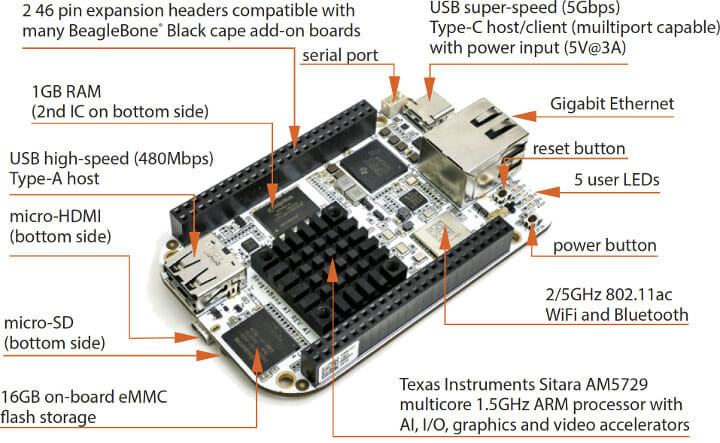 2 46 pin expansion headers compatible with
many BeagleBone® Black cape add-on boards
USB super-speed (5Gbps)
Type-C host/client (multiport capable)
with power input (5V@3A)
serial port
1GB RAM
(2nd IC on bottom side)
Gigabit Ethernet
reset button
USB high-speed (480Mbps)
Type-A host
5 user LEDs
micro-HDMI
(bottom side)
power button
2/5GHz 802.11ac
WiFi and Bluetooth
micro-SD
(bottom side)
16GB on-board eMMC
flash storage
Texas Instruments Sitara AM5729
multicore 1.5GHz ARM processor with
AI, I/O, graphics and video accelerators